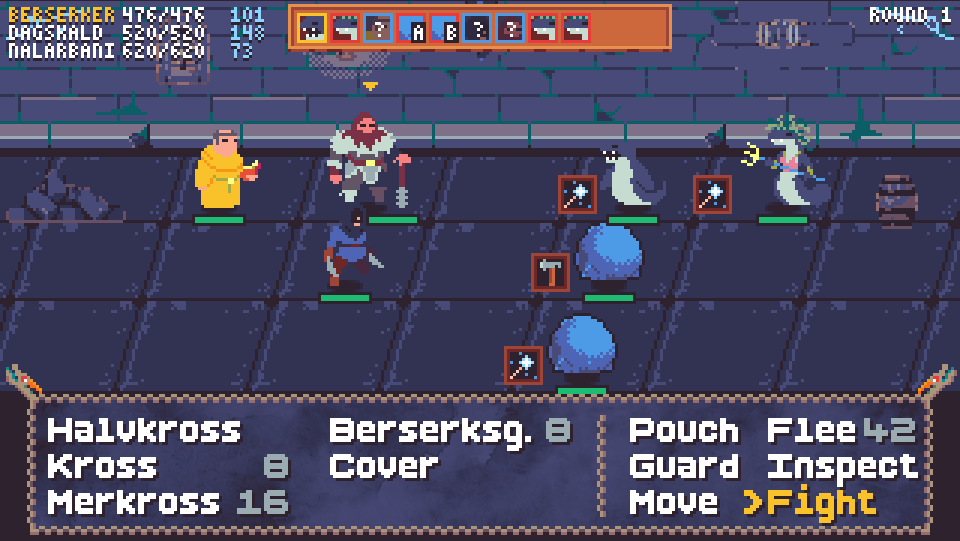 BERSERKER 476/476 101
DAGSKALD 520/520 148
NALARBANI 620/620 73
? A B ? ?
ROUND 1
Halvkross Berserksg. 8 Pouch Flee 42
Kross 8 Cover Guard Inspect
Merkross 16 Move >Fight